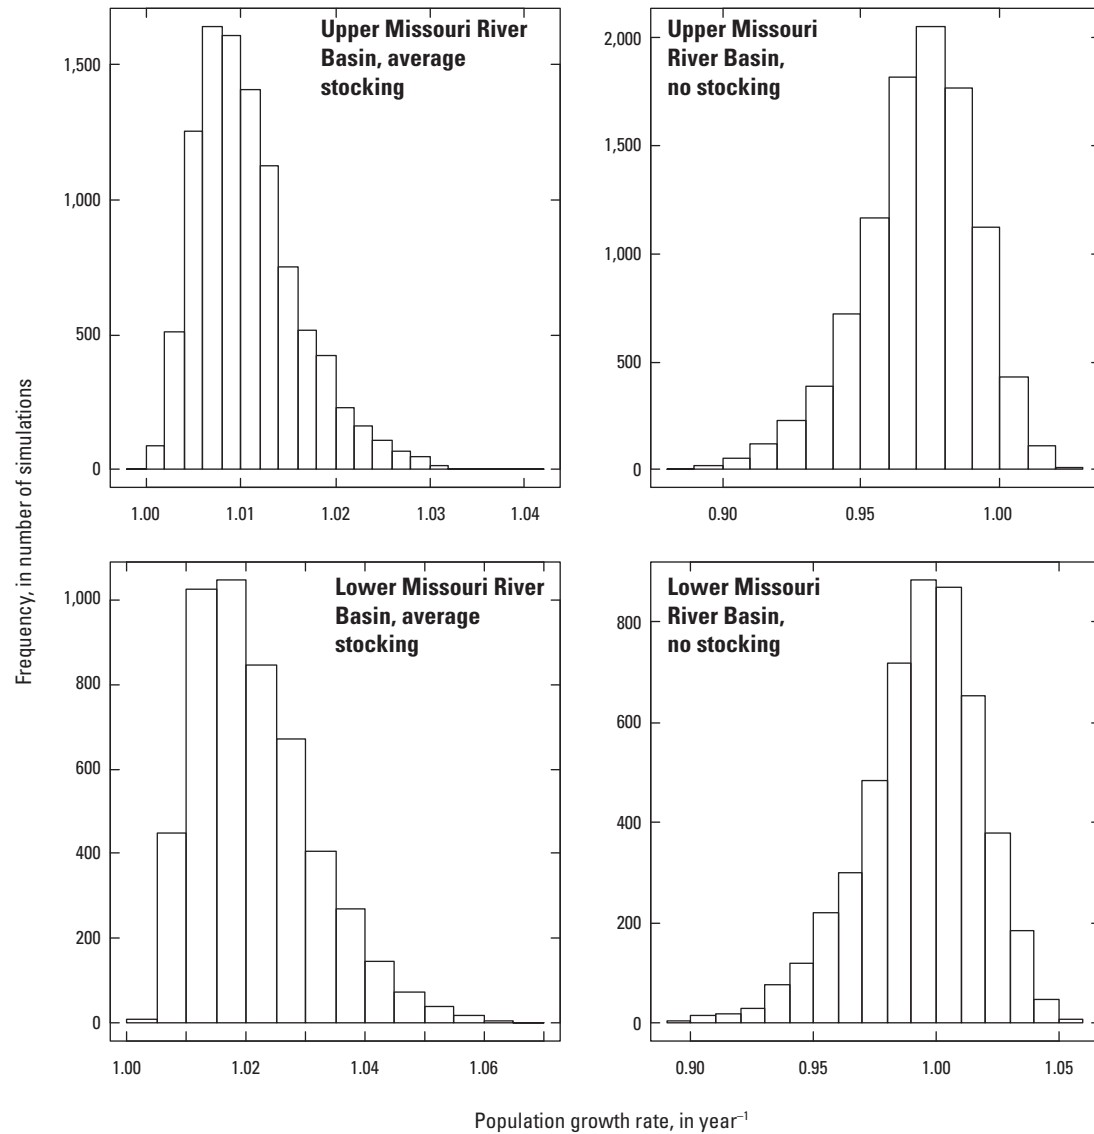 Upper Missouri River
Basin, average
stocking
1,500
1,000
500
0
1.00 1.01 1.02 1.03 1.04
Upper Missouri
River Basin,
no stocking
2,000
1,500
1,000
500
0
0.90 0.95 1.00
Lower Missouri River
Basin, average
stocking
1,000
800
600
400
200
0
1.00 1.02 1.04 1.06
Lower Missouri
River Basin,
no stocking
800
600
400
200
0
0.90 0.95 1.00 1.05
Frequency, in number of simulations
Population growth rate, in year⁻¹